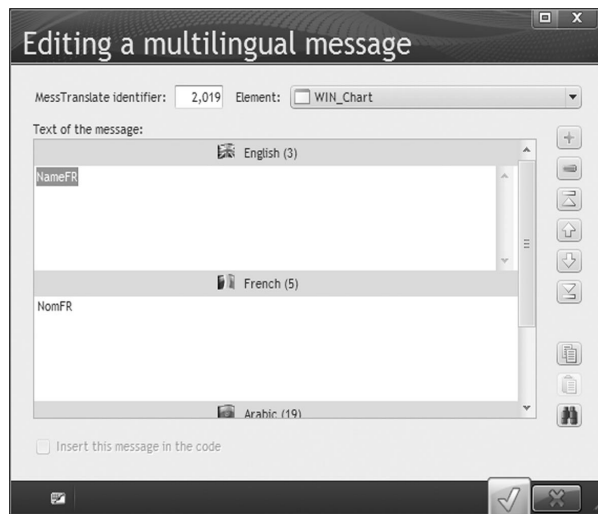 Editing a multilingual message
MessTranslate identifier: 2,019 Element: WIN_Chart
Text of the message:
English (3)
NameFR
French (5)
NomFR
Arabic (19)
Insert this message in the code